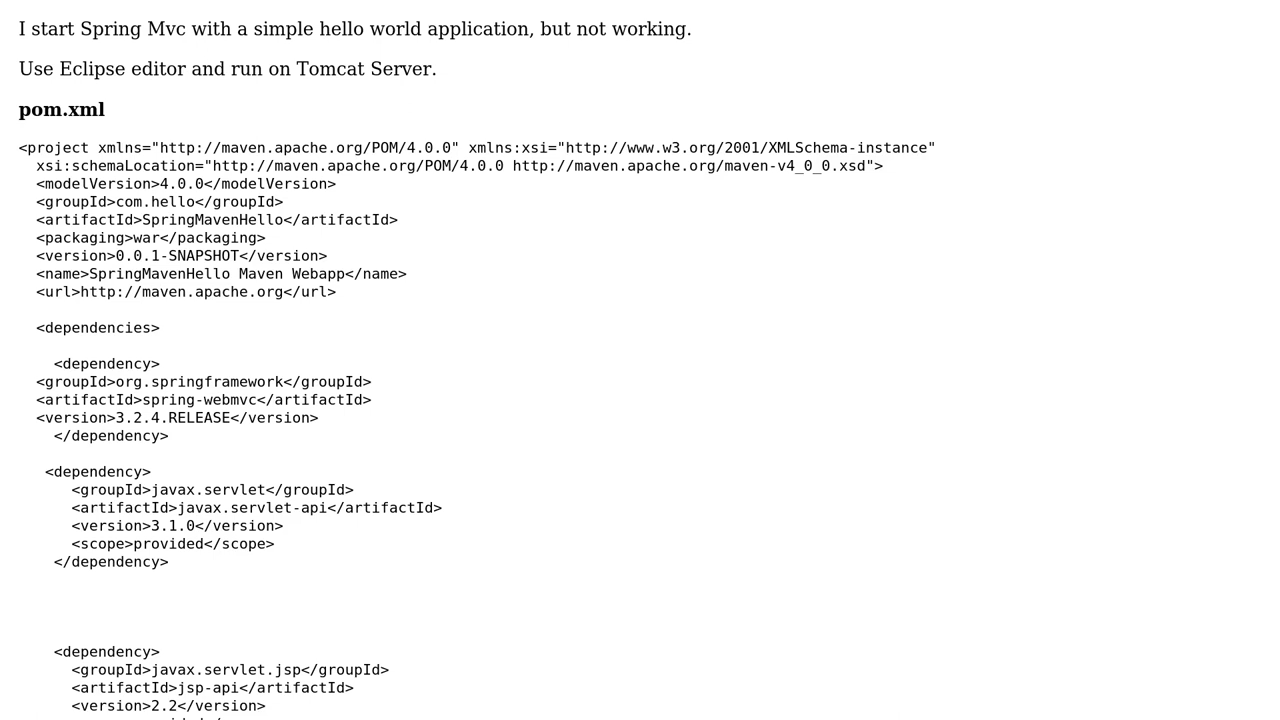 I start Spring Mvc with a simple hello world application, but not working.
Use Eclipse editor and run on Tomcat Server.
pom.xml
<project xmlns="http://maven.apache.org/POM/4.0.0" xmlns:xsi="http://www.w3.org/2001/XMLSchema-instance"
  xsi:schemaLocation="http://maven.apache.org/POM/4.0.0 http://maven.apache.org/maven-v4_0_0.xsd">
  <modelVersion>4.0.0</modelVersion>
  <groupId>com.hello</groupId>
  <artifactId>SpringMavenHello</artifactId>
  <packaging>war</packaging>
  <version>0.0.1-SNAPSHOT</version>
  <name>SpringMavenHello Maven Webapp</name>
  <url>http://maven.apache.org</url>
  <dependencies>
    <dependency>
  <groupId>org.springframework</groupId>
  <artifactId>spring-webmvc</artifactId>
  <version>3.2.4.RELEASE</version>
    </dependency>
   <dependency>
      <groupId>javax.servlet</groupId>
      <artifactId>javax.servlet-api</artifactId>
      <version>3.1.0</version>
      <scope>provided</scope>
    </dependency>
    <dependency>
      <groupId>javax.servlet.jsp</groupId>
      <artifactId>jsp-api</artifactId>
      <version>2.2</version>